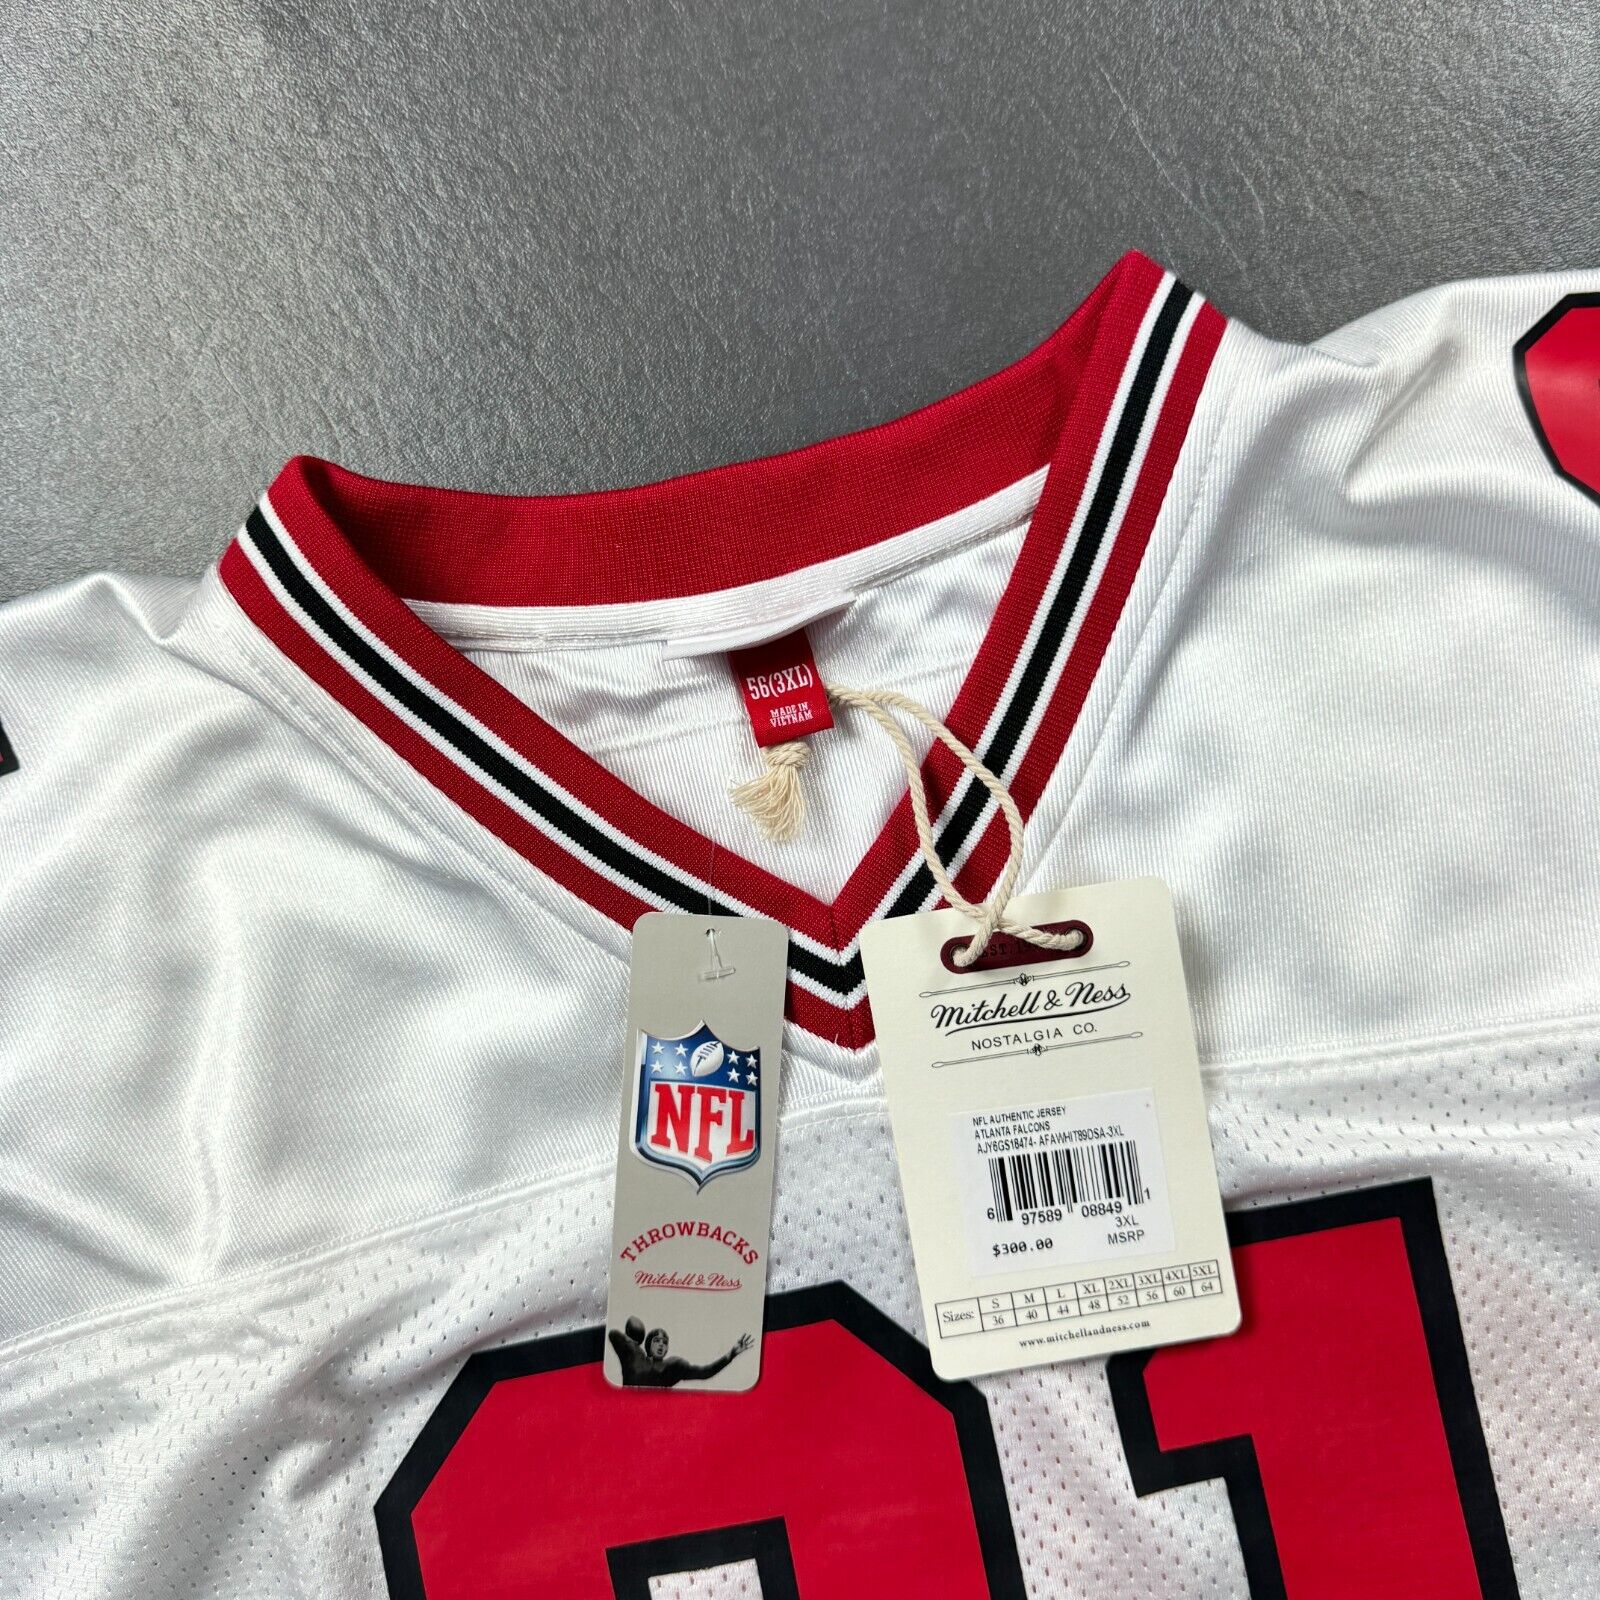 56(3XL)
MADE IN
VIETNAM
NFL
THROWBACKS
Mitchell & Ness
Mitchell & Ness
NOSTALGIA CO.
NFL AUTHENTIC JERSEY
ATLANTA FALCONS
AJY6GS18474- AFAWHIT89DSA-3XL
6 97589 08849 1
3XL
$300.00 MSRP
Sizes: S M L XL 2XL 3XL 4XL 5XL
36 40 44 48 52 56 60 64
www.mitchellandness.com
21